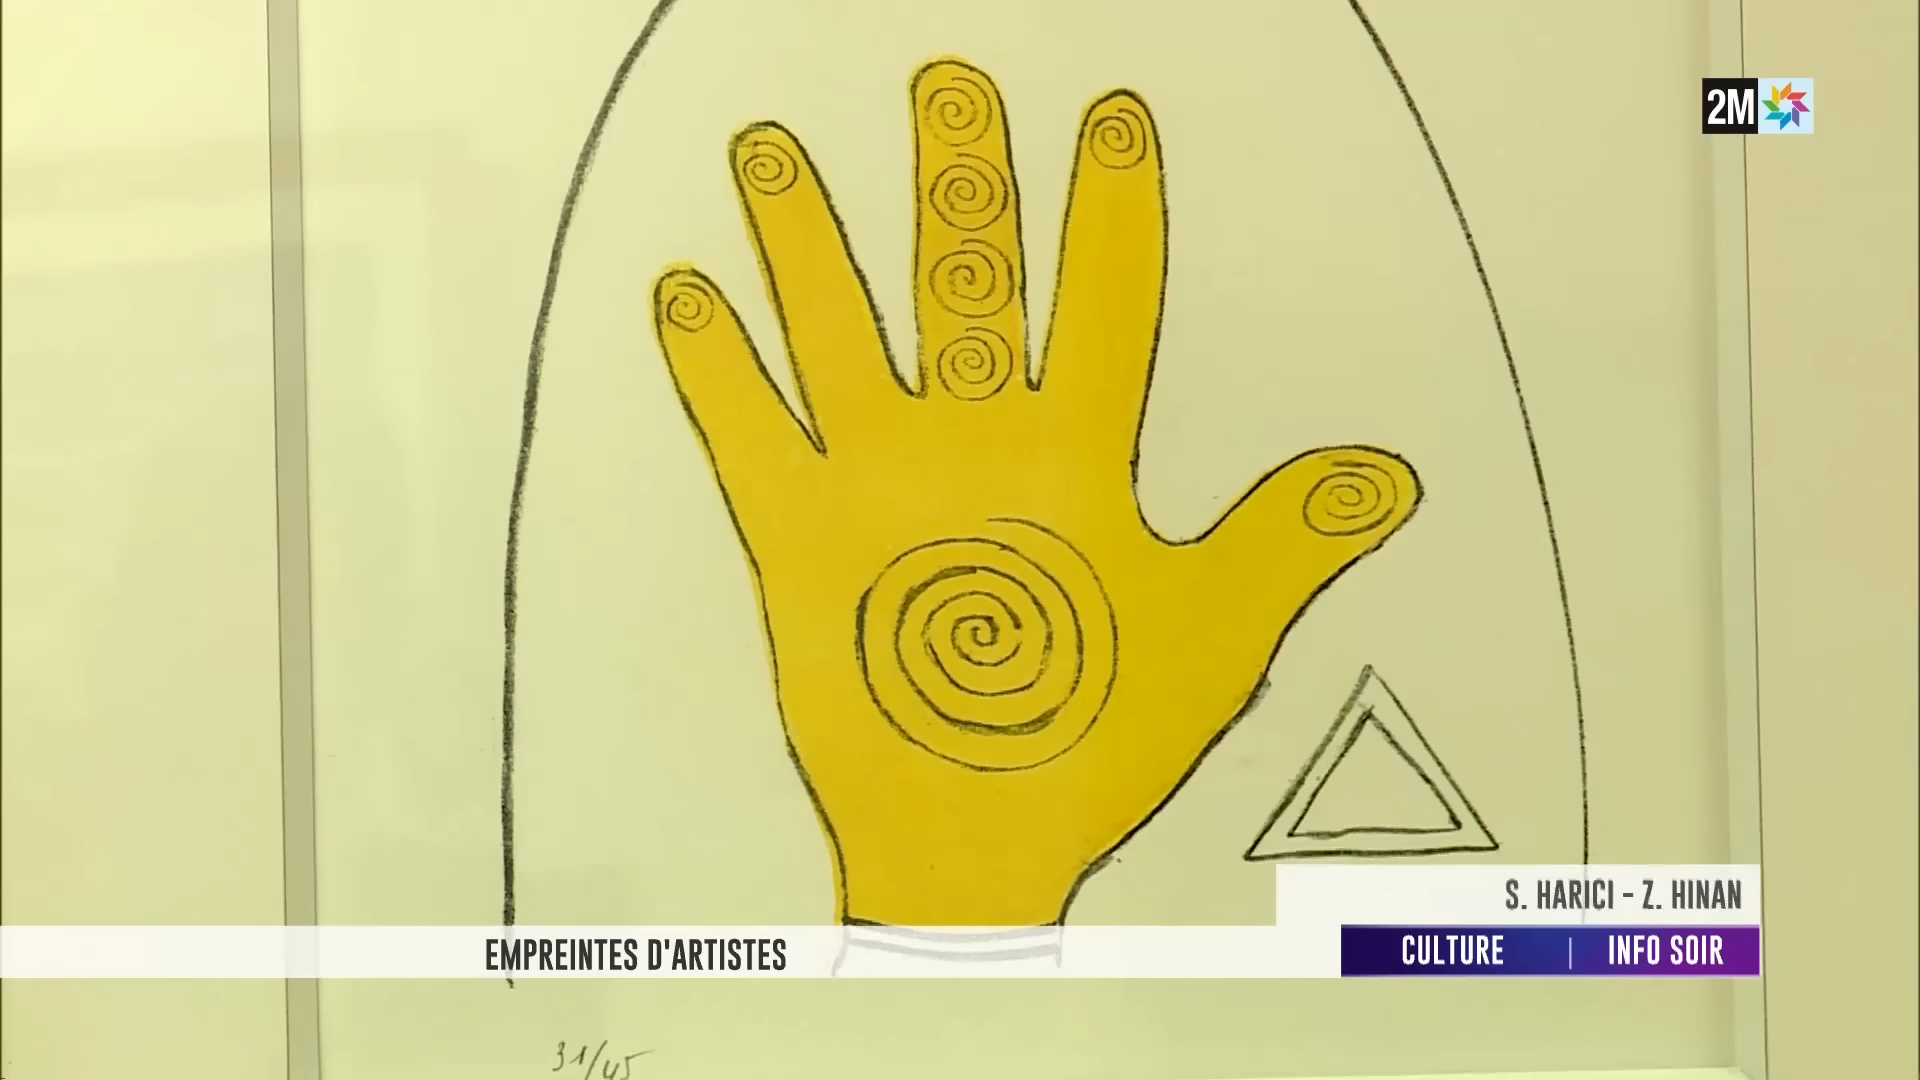 2M
S. HARICI - Z. HINAN
EMPREINTES D'ARTISTES
CULTURE | INFO SOIR
31/45